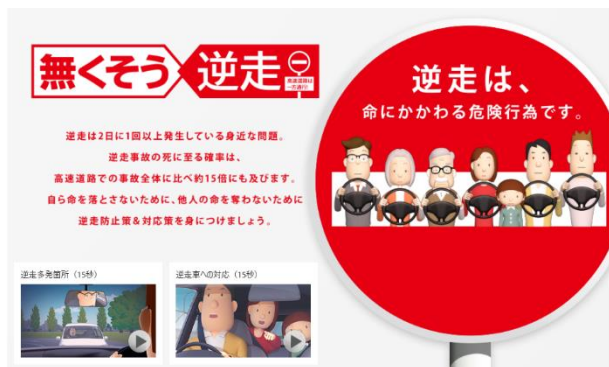 無くそう 逆走
高速道路は
一方通行!
逆走は2日に1回以上発生している身近な問題。
逆走事故の死に至る確率は、
高速道路での事故全体に比べ約15倍にも及びます。
自ら命を落とさないために、他人の命を奪わないために
逆走防止策&対応策を身につけましょう。
逆走多発箇所（15秒）
逆走車への対応（15秒）
逆走は、
命にかかわる危険行為です。